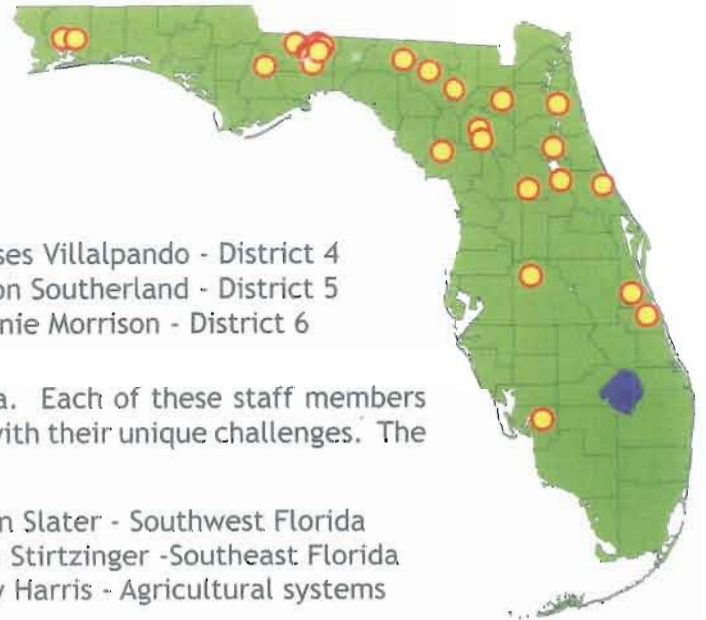 ses Villalpando - District 4
on Southerland - District 5
nie Morrison - District 6
a. Each of these staff members
with their unique challenges. The
n Slater - Southwest Florida
Stirtzinger -Southeast Florida
y Harris - Agricultural systems